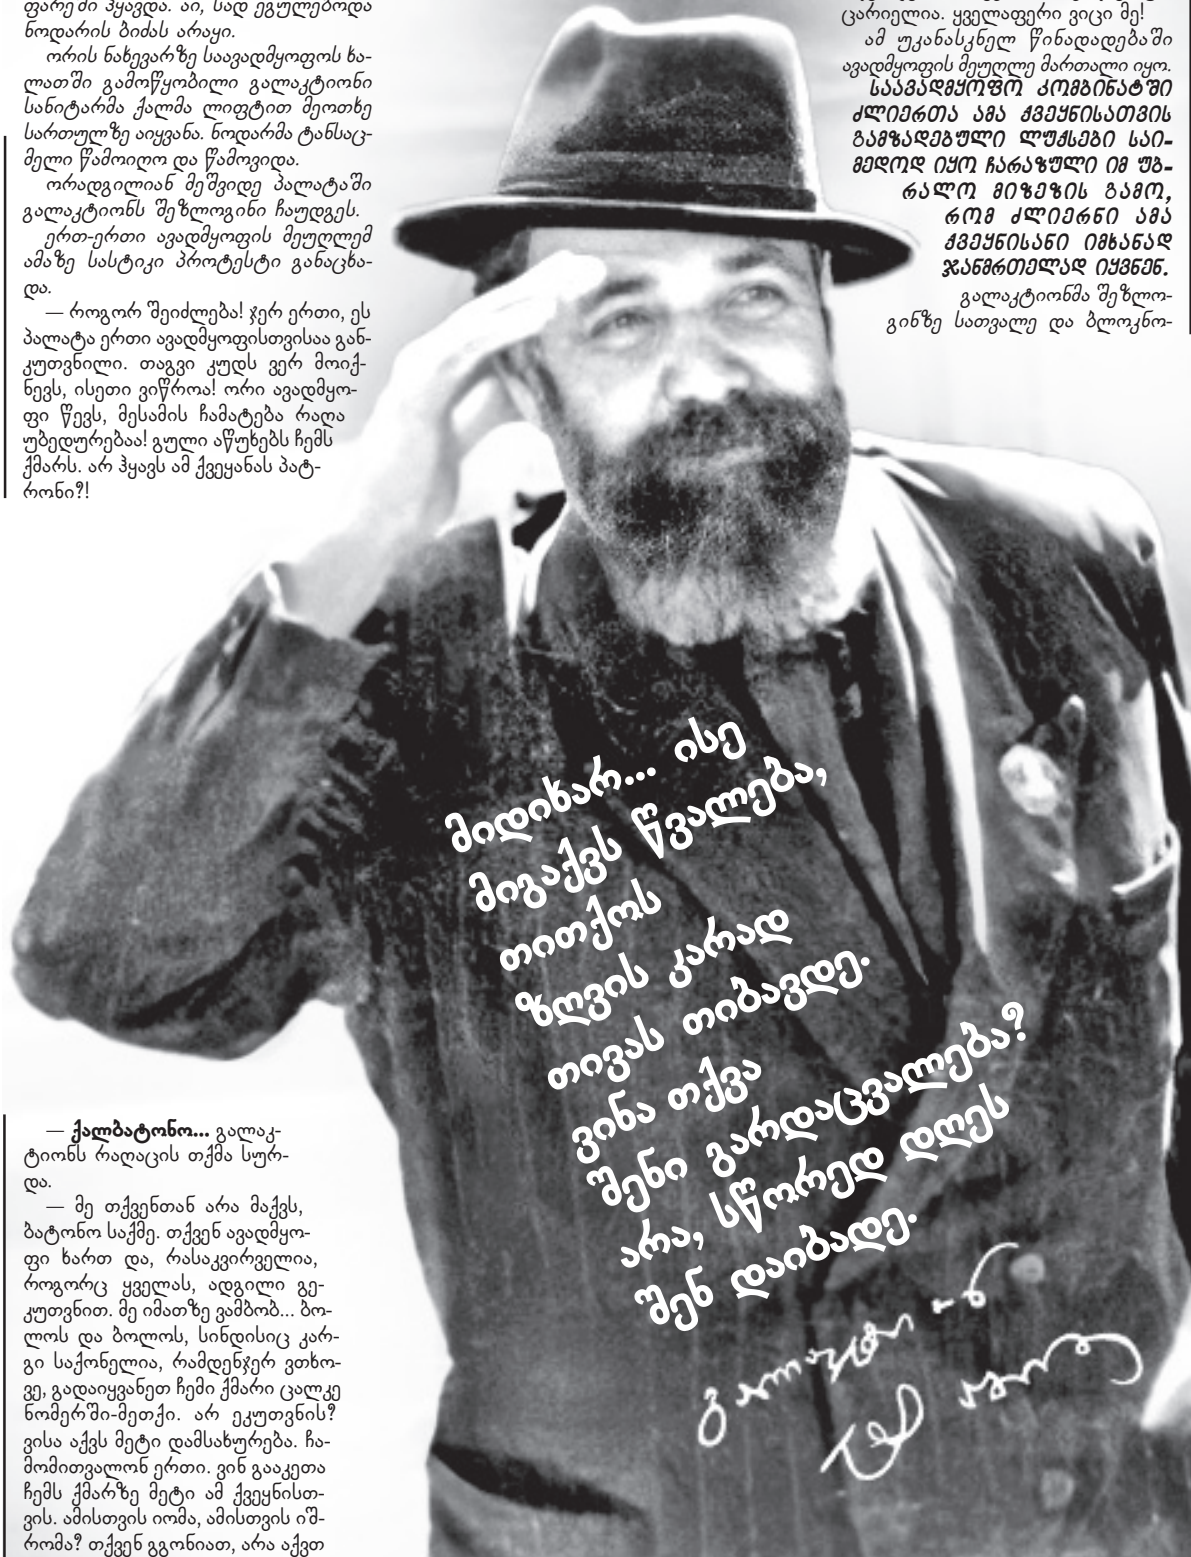 ფარეში ჰყავდა. აი, სად ეგულებოდა
ნოდარის ბიძას არაყი.
ორის ნახევარზე საავადმყოფოს ხა-
ლათში გამოწყობილი გალაკტიონი
სანიტარმა ქალმა ლიფტით მეოთხე
სართულზე აიყვანა. ნოდარმა ტანსაც-
მელი წამოიღო და წამოვიდა.
ორადგილიან მეშვიდე პალატაში
გალაკტიონს შეზლოგინი ჩაუდგეს.
ერთ-ერთი ავადმყოფის მეუღლემ
ამაზე სასტიკი პროტესტი განაცხა-
და.
— როგორ შეიძლება! ჯერ ერთი, ეს
პალატა ერთი ავადმყოფისთვისაა გან-
კუთვნილი. თაგვი კუდს ვერ მოიქ-
ნევს, ისეთი ვიწროა! ორი ავადმყო-
ფი წევს, მესამის ჩამატება რაღა
უბედურებაა! გული აწუხებს ჩემს
ქმარს. არ ჰყავს ამ ქვეყანას პატ-
რონი?!
— ქალბატონო... გალაკ-
ტიონს რაღაცის თქმა სურ-
და.
— მე თქვენთან არა მაქვს,
ბატონო საქმე. თქვენ ავადმყო-
ფი ხართ და, რასაკვირველია,
როგორც ყველას, ადგილი გე-
კუთვნით. მე იმათზე ვამბობ... ბო-
ლოს და ბოლოს, სინდისიც კარ-
გი საქონელია, რამდენჯერ ვთხო-
ვე, გადაიყვანეთ ჩემი ქმარი ცალკე
ნომერში-მეთქი. არ ეკუთვნის?
ვისა აქვს მეტი დამსახურება. ჩა-
მომითვალონ ერთი. ვინ გააკეთა
ჩემს ქმარზე მეტი ამ ქვეყნისთ-
ვის. ამისთვის იომა, ამისთვის იშ-
რომა? თქვენ გგონიათ, არა აქვთ
ცარიელია. ყველაფერი ვიცი მე!
ამ უკანასკნელ წინადადებაში
ავადმყოფის მეუღლე მართალი იყო.
საავადმყოფო კომბინატში
ძლიერთა ამა ქვეყნისათვის
გამზადებული ლუქსები საი-
მედოდ იყო ჩარაზული იმ უბ-
რალო მიზეზის გამო,
რომ ძლიერნი ამა
ქვეყნისანი იმხანად
ჯანმრთელად იყვნენ.
გალაკტიონმა შეზლო-
გინზე სათვალე და ბლოკნო-
მიდიხარ... ისე
მიგაქვს წვალება,
თითქოს
ზღვის კარად
თივას თიბავდე.
ვინა თქვა
შენი გარდაცვალება?
არა, სწორედ დღეს
შენ დაიბადე.